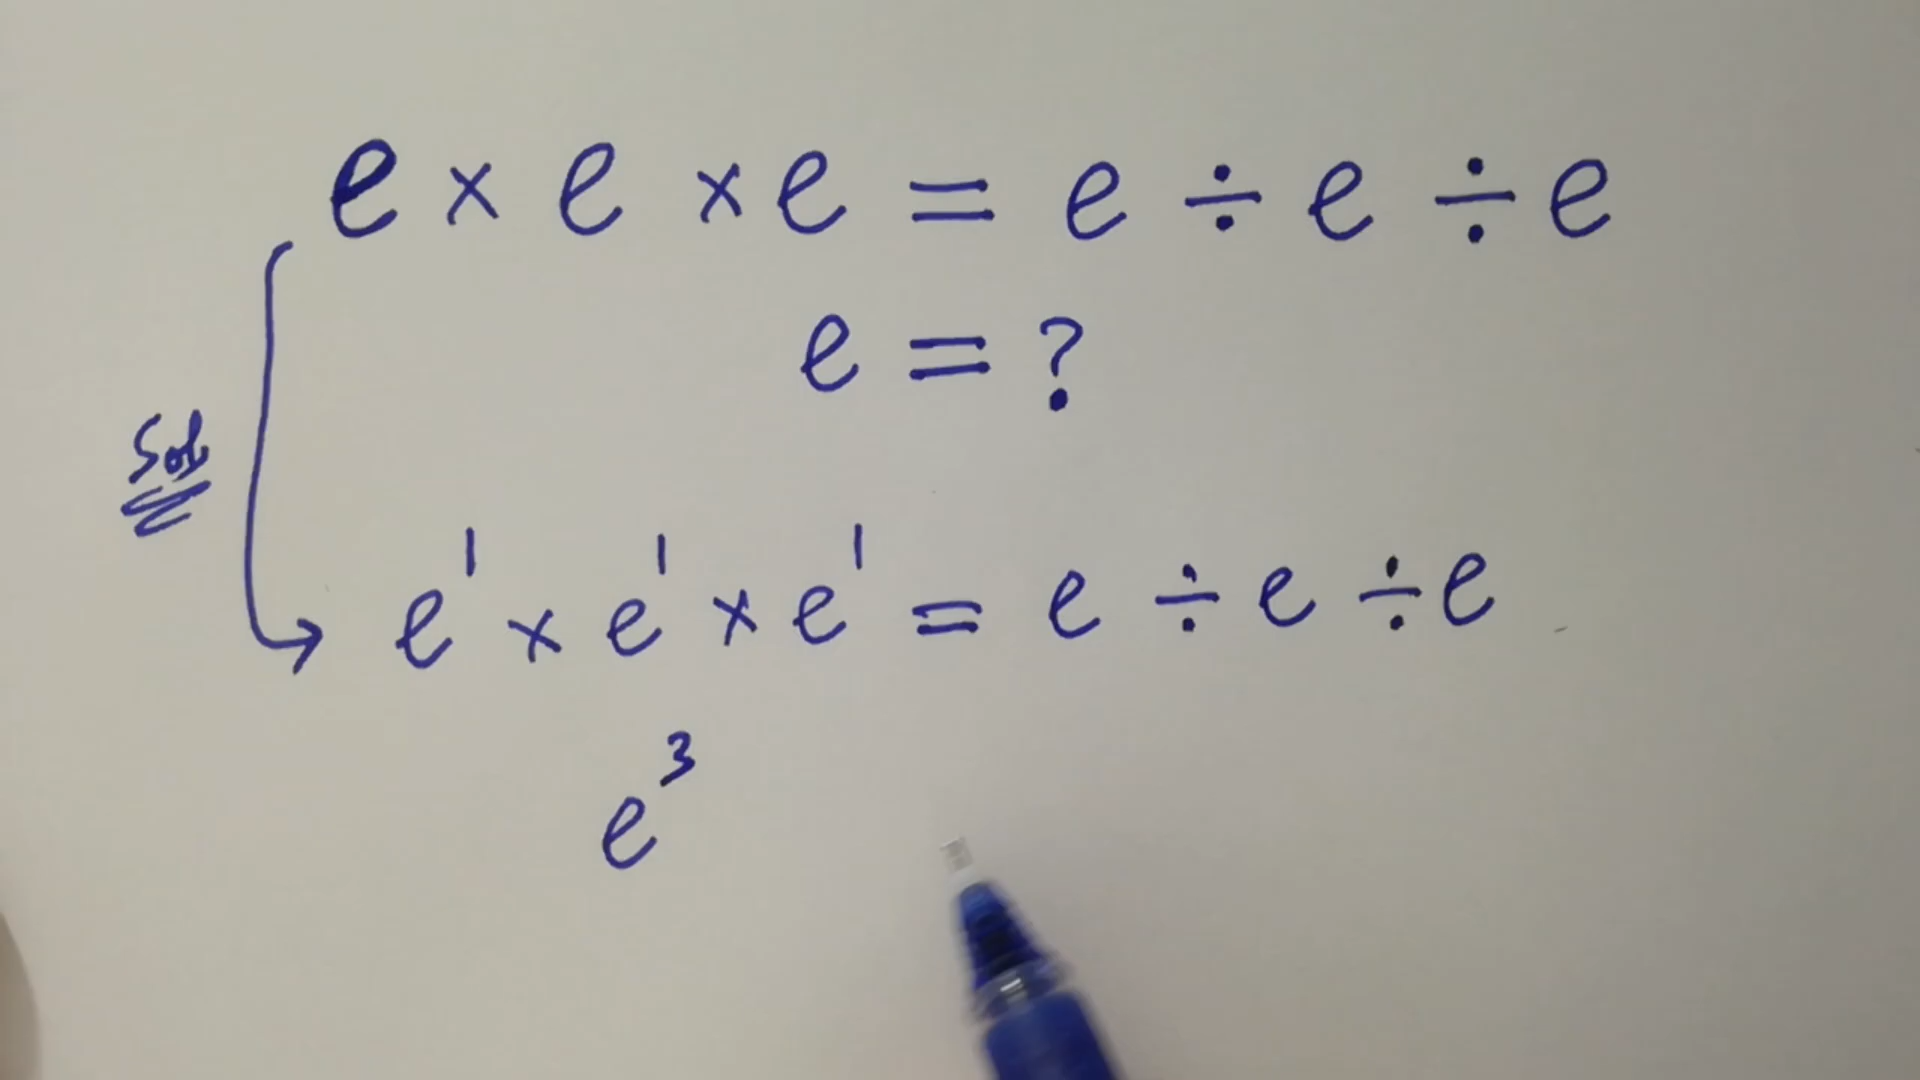 e × e × e = e ÷ e ÷ e
e = ?
Sol
e¹ × e¹ × e¹ = e ÷ e ÷ e
e³